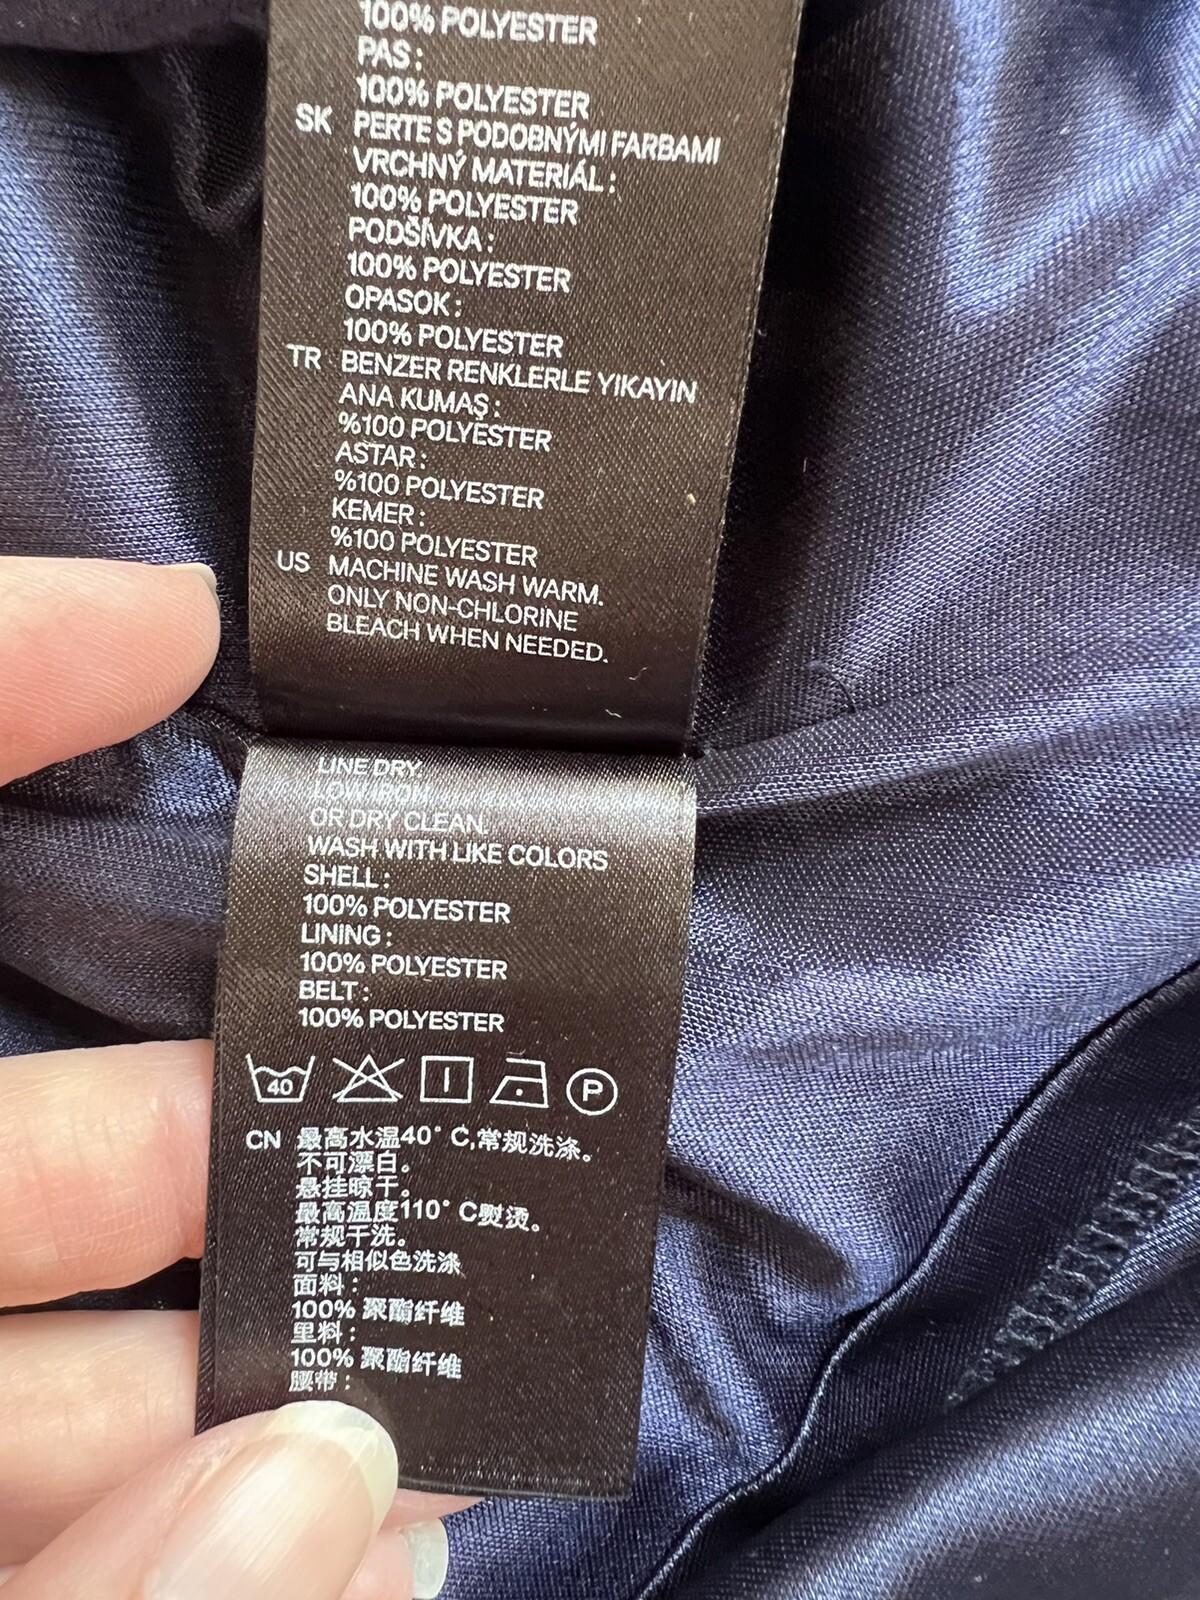 100% POLYESTER
PAS :
100% POLYESTER
SK PERTE S PODOBNÝMI FARBAMI
VRCHNÝ MATERIÁL :
100% POLYESTER
PODŠÍVKA :
100% POLYESTER
OPASOK :
100% POLYESTER
TR BENZER RENKLERLE YIKAYIN
ANA KUMAŞ :
%100 POLYESTER
ASTAR :
%100 POLYESTER
KEMER :
%100 POLYESTER
US MACHINE WASH WARM.
ONLY NON-CHLORINE
BLEACH WHEN NEEDED.
LINE DRY.
LOW IRON.
OR DRY CLEAN.
WASH WITH LIKE COLORS
SHELL :
100% POLYESTER
LINING :
100% POLYESTER
BELT :
100% POLYESTER
40 P
CN 最高水温40° C,常规洗涤。
不可漂白。
悬挂晾干。
最高温度110° C熨烫。
常规干洗。
可与相似色洗涤
面料 :
100% 聚酯纤维
里料 :
100% 聚酯纤维
腰带 :